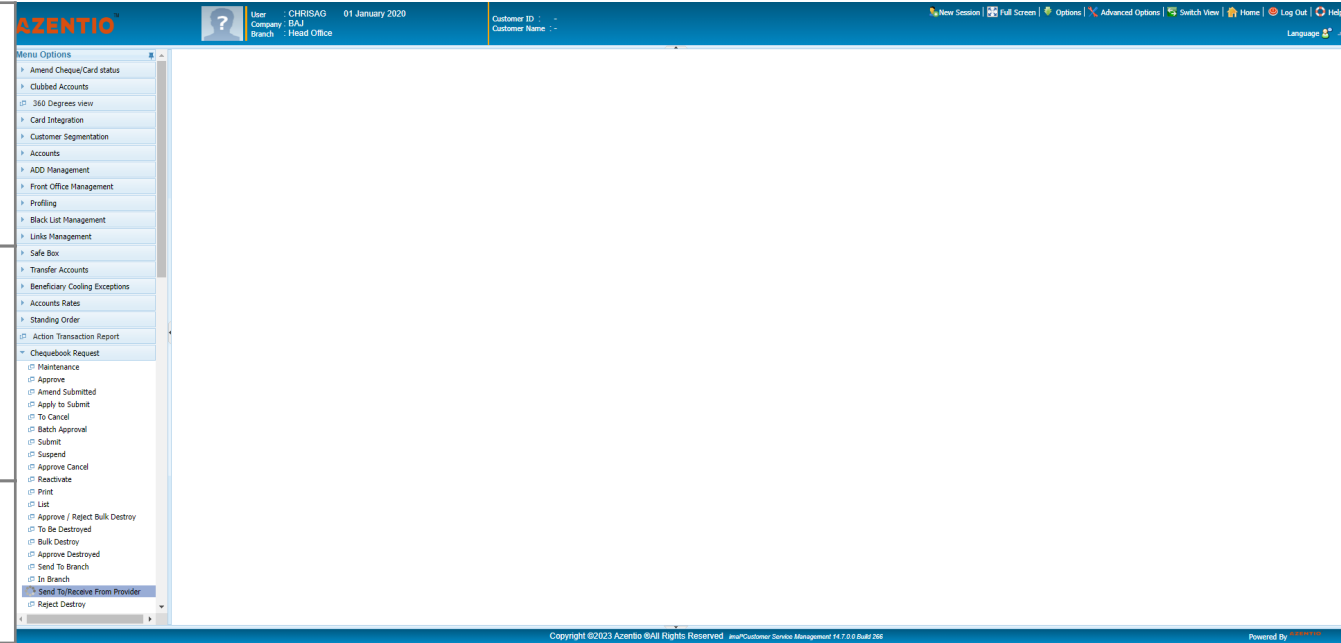 AZENTIO™
User : CHRISAG 01 January 2020
Company : BAJ
Branch : Head Office
Customer ID : -
Customer Name : -
New Session | Full Screen | Options | Advanced Options | Switch View | Home | Log Out | Help
Language
Menu Options
Amend Cheque/Card status
Clubbed Accounts
360 Degrees view
Card Integration
Customer Segmentation
Accounts
ADD Management
Front Office Management
Profiling
Black List Management
Links Management
Safe Box
Transfer Accounts
Beneficiary Cooling Exceptions
Accounts Rates
Standing Order
Action Transaction Report
Chequebook Request
Maintenance
Approve
Amend Submitted
Apply to Submit
To Cancel
Batch Approval
Submit
Suspend
Approve Cancel
Reactivate
Print
List
Approve / Reject Bulk Destroy
To Be Destroyed
Bulk Destroy
Approve Destroyed
Send To Branch
In Branch
Send To/Receive From Provider
Reject Destroy
Copyright ©2023 Azentio ®All Rights Reserved imal®Customer Service Management 14.7.0.0 Build 266
Powered By AZENTIO